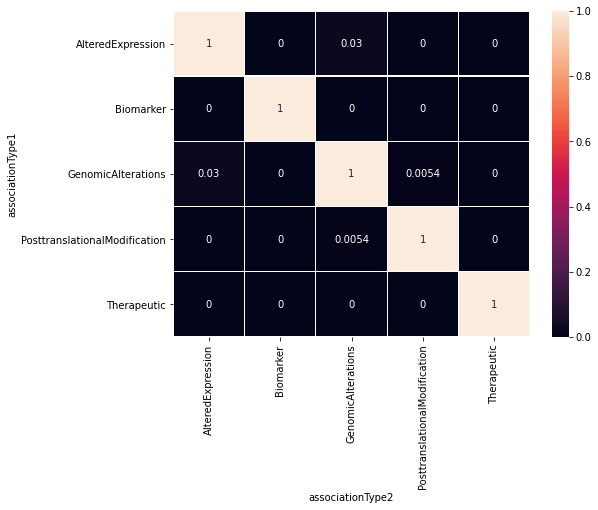 AlteredExpression 1 0 0.03 0 0
Biomarker 0 1 0 0 0
GenomicAlterations 0.03 0 1 0.0054 0
PosttranslationalModification 0 0 0.0054 1 0
Therapeutic 0 0 0 0 1
associationType1
AlteredExpression
Biomarker
GenomicAlterations
PosttranslationalModification
Therapeutic
associationType2
1.0
0.8
0.6
0.4
0.2
0.0